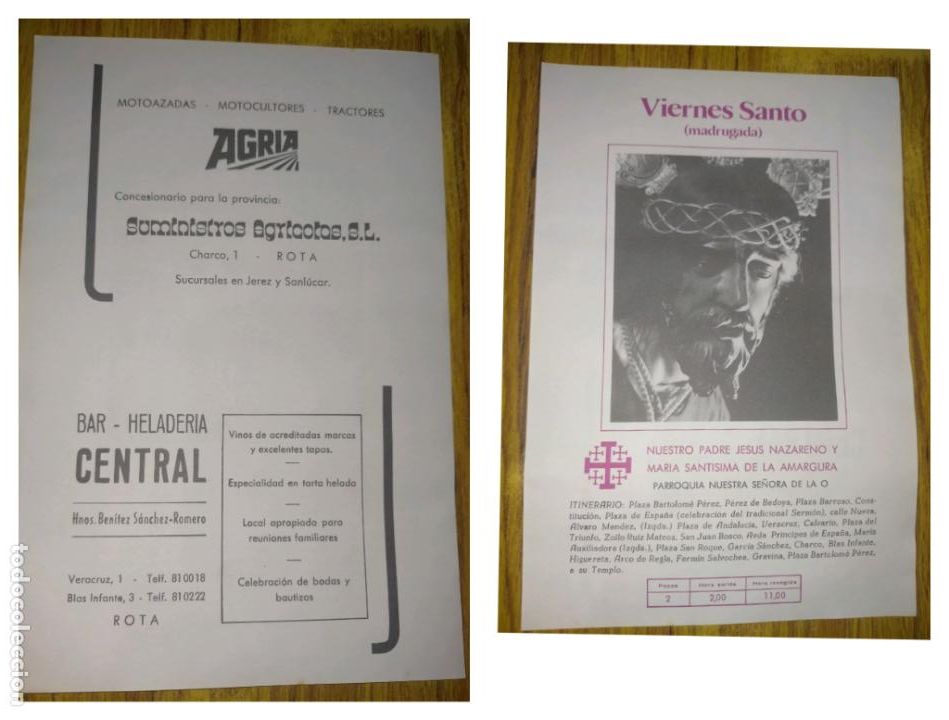 MOTOAZADAS - MOTOCULTORES - TRACTORES
AGRIA
Concesionario para la provincia:
Suministros Agricolas, S.L.
Charco, 1 - ROTA
Sucursales en Jerez y Sanlúcar.
BAR - HELADERIA
CENTRAL
Hnos. Benítez Sánchez-Romero
Veracruz, 1 - Telf. 810018
Blas Infante, 3 - Telf. 810222
ROTA
Vinos de acreditadas marcas
y excelentes tapas.
Especialidad en tarta helada
Local apropiado para
reuniones familiares
Celebración de bodas y
bautizos
Viernes Santo
(madrugada)
NUESTRO PADRE JESUS NAZARENO Y
MARIA SANTISIMA DE LA AMARGURA
PARROQUIA NUESTRA SEÑORA DE LA O
ITINERARIO: Plaza Bartolomé Pérez, Pérez de Bedoya, Plaza Barroso, Cons-
titución, Plaza de España (celebración del tradicional Sermón), calle Nueva,
Alvaro Mendez, (Izqda.) Plaza de Andalucía, Veracruz, Calvario, Plaza del
Triunfo, Zoilo Ruiz Mateos, San Juan Bosco, Avda. Príncipes de España, María
Auxiliadora (Izqda.), Plaza San Roque, García Sánchez, Charco, Blas Infante,
Higuereta, Arco de Regla, Fermín Salvochea, Gravina, Plaza Bartolomé Pérez,
a su Templo.
Pasos Hora salida Hora recogida
2 2,00 11,00
todocoleccion